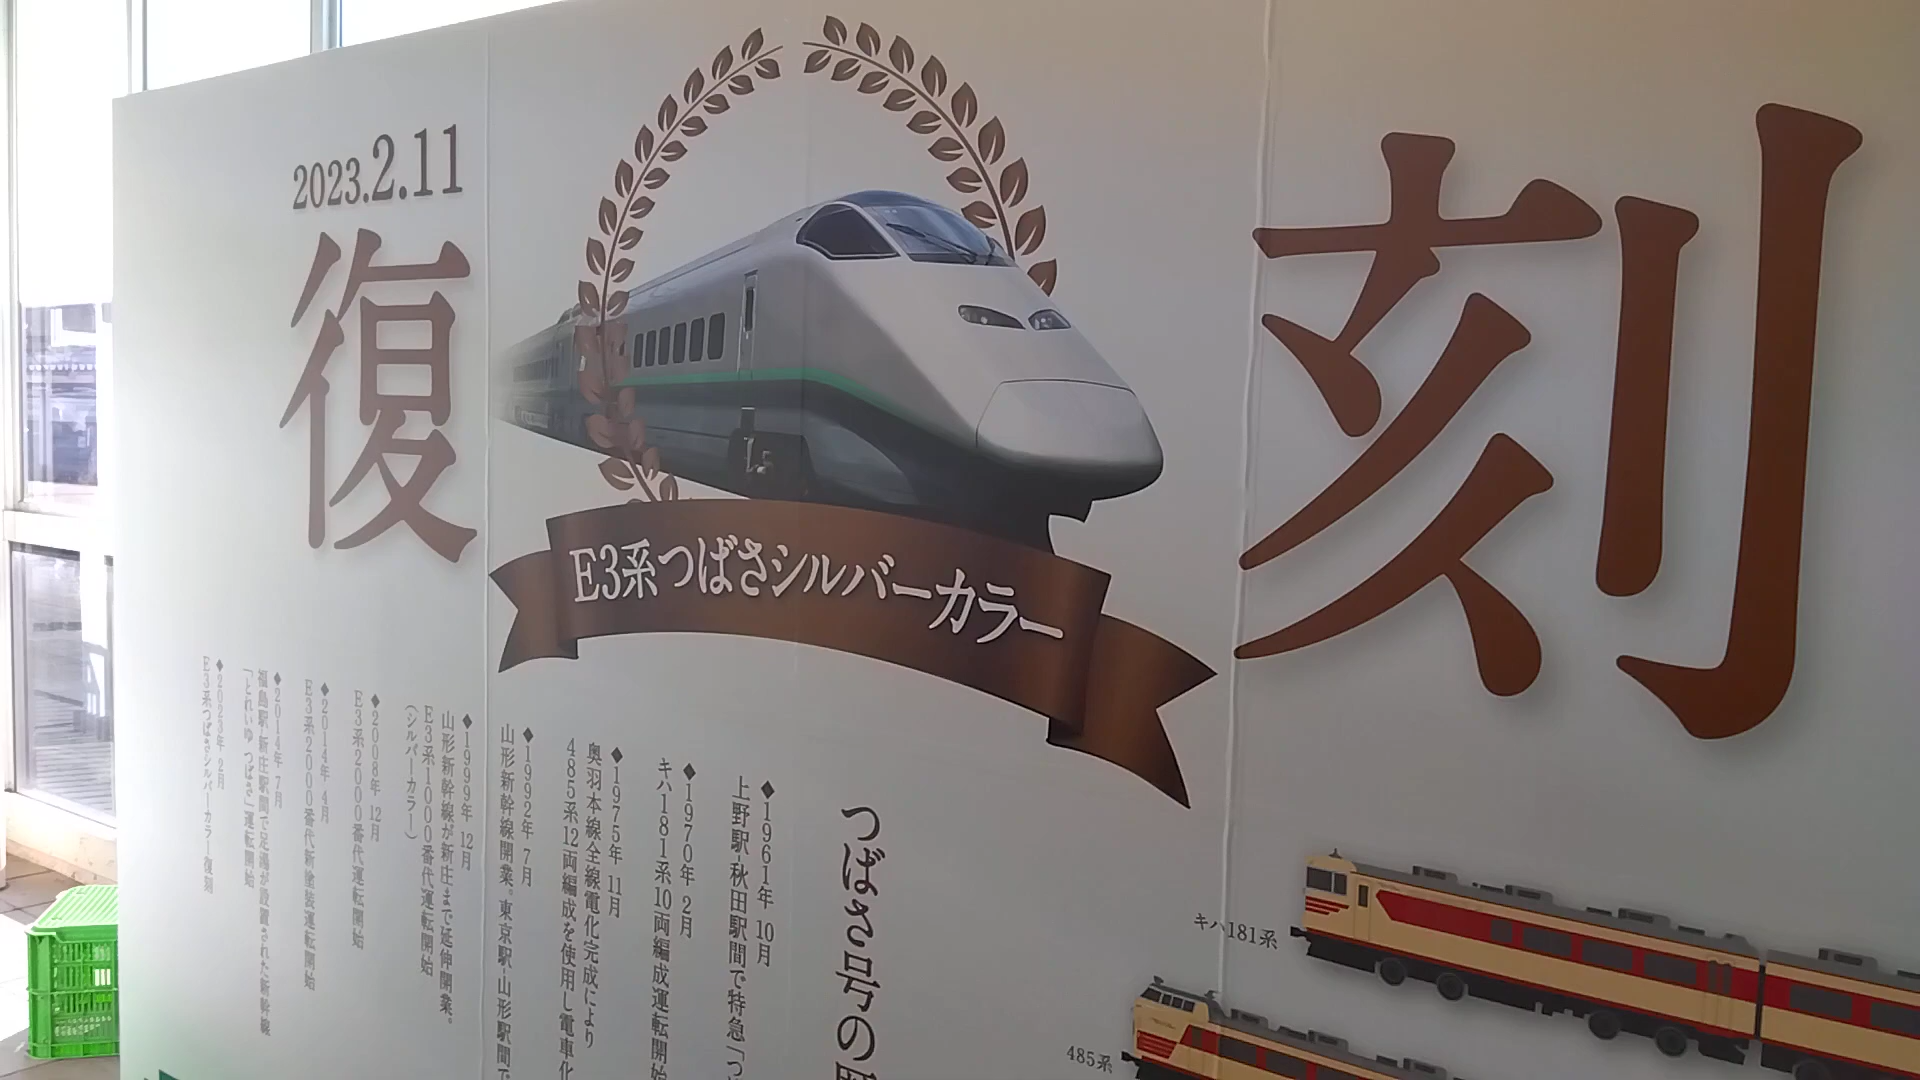 2023.2.11
復
刻
E3系つばさシルバーカラー
つばさ号の
◆1961年 10月
上野駅-秋田駅間で特急「つ
◆1970年 2月
キハ181系10両編成運転開始
◆1975年 11月
奥羽本線全線電化完成により
485系12両編成を使用し電車化
◆1992年 7月
山形新幹線開業。東京駅-山形駅間で
◆1999年 12月
山形新幹線が新庄まで延伸開業。
E3系1000番代運転開始
(シルバーカラー)
◆2008年 12月
E3系2000番代運転開始
◆2014年 4月
E3系2000番代新塗装運転開始
◆2014年 7月
福島駅-新庄駅間で足湯が設置された新幹線
「とれいゆ つばさ」運転開始
◆2023年 2月
E3系つばさシルバーカラー復刻
キハ181系
485系